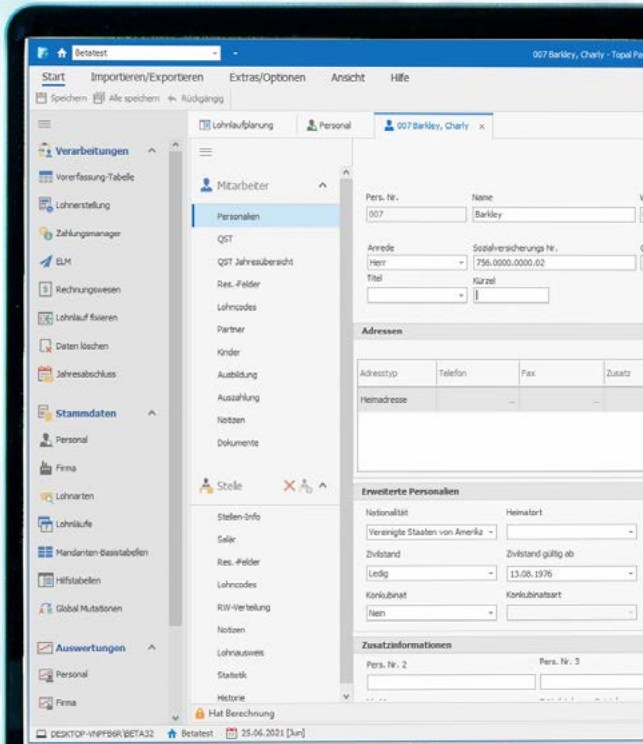 Betatest
007 Barkley, Charly - Topal Pa
Start Importieren/Exportieren Extras/Optionen Ansicht Hilfe
Speichern Alle speichern Rückgängig
Lohnlaufplanung Personal 007 Barkley, Charly ×
Verarbeitungen
Vorerfassung-Tabelle
Lohnerstellung
Zahlungsmanager
ELM
Rechnungswesen
Lohnlauf fixieren
Daten löschen
Jahresabschluss
Stammdaten
Personal
Firma
Lohnarten
Lohnläufe
Mandanten-Basistabellen
Hilfstabellen
Global Mutationen
Auswertungen
Personal
Firma
Mitarbeiter
Personalien
QST
QST Jahresübersicht
Res.-Felder
Lohncodes
Partner
Kinder
Ausbildung
Auszahlung
Notizen
Dokumente
Stelle
Stellen-Info
Salär
Res.-Felder
Lohncodes
RW-Verteilung
Notizen
Lohnausweis
Statistik
Historie
Hat Berechnung
Pers. Nr. Name
007 Barkley
Anrede Sozialversicherungs Nr.
Herr 756.0000.0000.02
Titel Kürzel
Adressen
Adresstyp Telefon Fax Zusatz
Heimadresse ... ...
Erweiterte Personalien
Nationalität Heimatort
Vereinigte Staaten von Amerika
Zivilstand Zivilstand gültig ab
Ledig 13.08.1976
Konkubinat Konkubinatsart
Nein
Zusatzinformationen
Pers. Nr. 2 Pers. Nr. 3
DESKTOP-VNPFB6R\BETA32 Betatest 25.06.2021 [Jun]